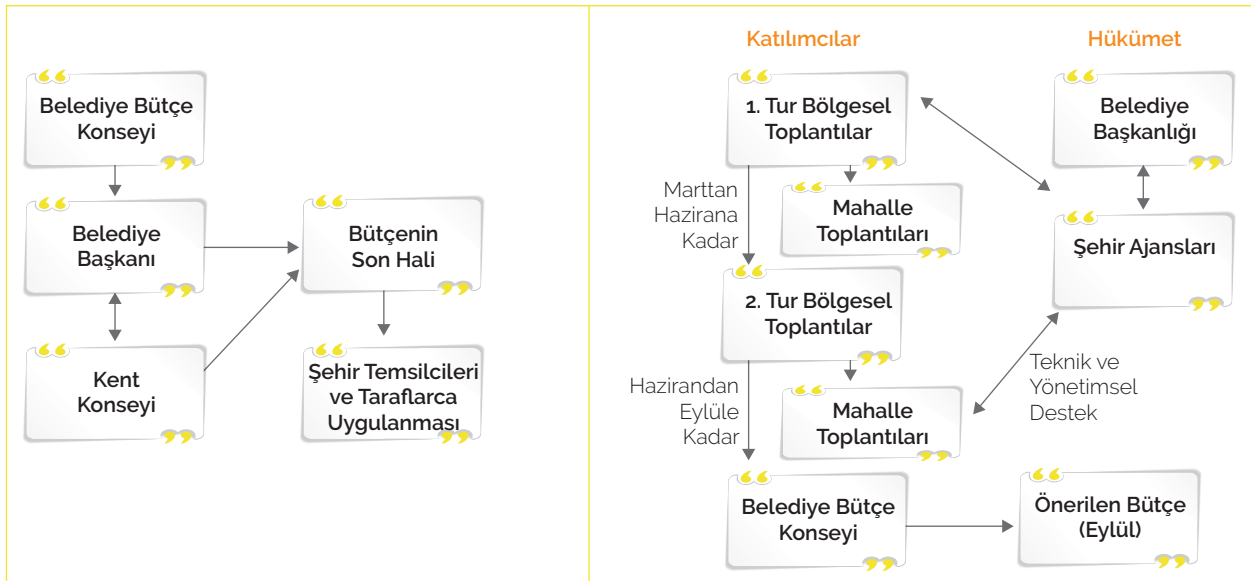 Belediye Bütçe
Konseyi
Belediye
Başkanı
Kent
Konseyi
Bütçenin
Son Hali
Şehir Temsilcileri
ve Taraflarca
Uygulanması
Katılımcılar
Hükümet
1. Tur Bölgesel
Toplantılar
Belediye
Başkanlığı
Marttan
Hazirana
Kadar
Mahalle
Toplantıları
Şehir Ajansları
2. Tur Bölgesel
Toplantılar
Hazirandan
Eylüle
Kadar
Mahalle
Toplantıları
Teknik ve
Yönetimsel
Destek
Belediye Bütçe
Konseyi
Önerilen Bütçe
(Eylül)